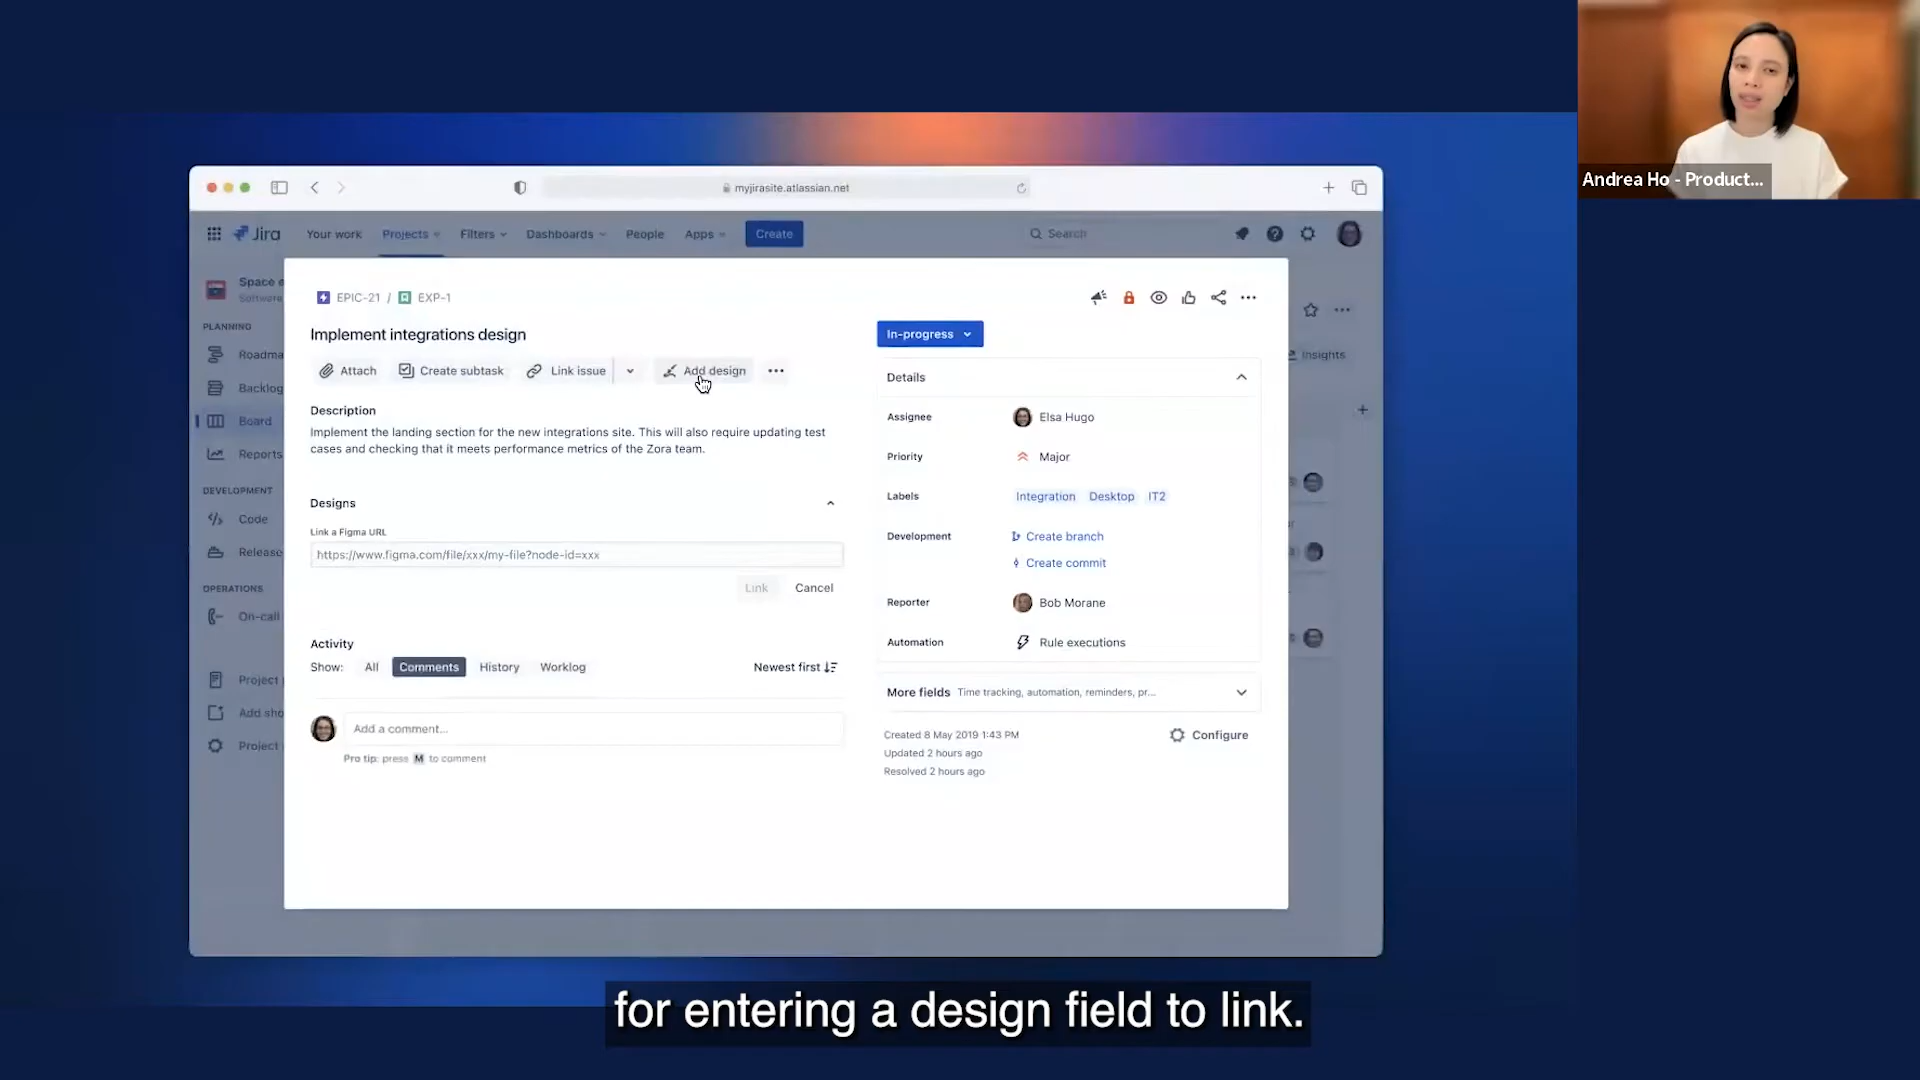 Andrea Ho - Product...
myjirasite.atlassian.net
Jira
Your work
Projects
Filters
Dashboards
People
Apps
Create
Search
Space
Software
PLANNING
Roadma
Backlog
Board
Reports
DEVELOPMENT
Code
Release
OPERATIONS
On-call
Project
Add sho
Project
Insights
EPIC-21 / EXP-1
Implement integrations design
Attach
Create subtask
Link issue
Add design
Description
Implement the landing section for the new integrations site. This will also require updating test
cases and checking that it meets performance metrics of the Zora team.
Designs
Link a Figma URL
https://www.figma.com/file/xxx/my-file?node-id=xxx
Link
Cancel
Activity
Show:
All
Comments
History
Worklog
Newest first
Add a comment...
Pro tip: press M to comment
In-progress
Details
Assignee
Elsa Hugo
Priority
Major
Labels
Integration
Desktop
IT2
Development
Create branch
Create commit
Reporter
Bob Morane
Automation
Rule executions
More fields
Time tracking, automation, reminders, pr...
Created 8 May 2019 1:43 PM
Updated 2 hours ago
Resolved 2 hours ago
Configure
for entering a design field to link.